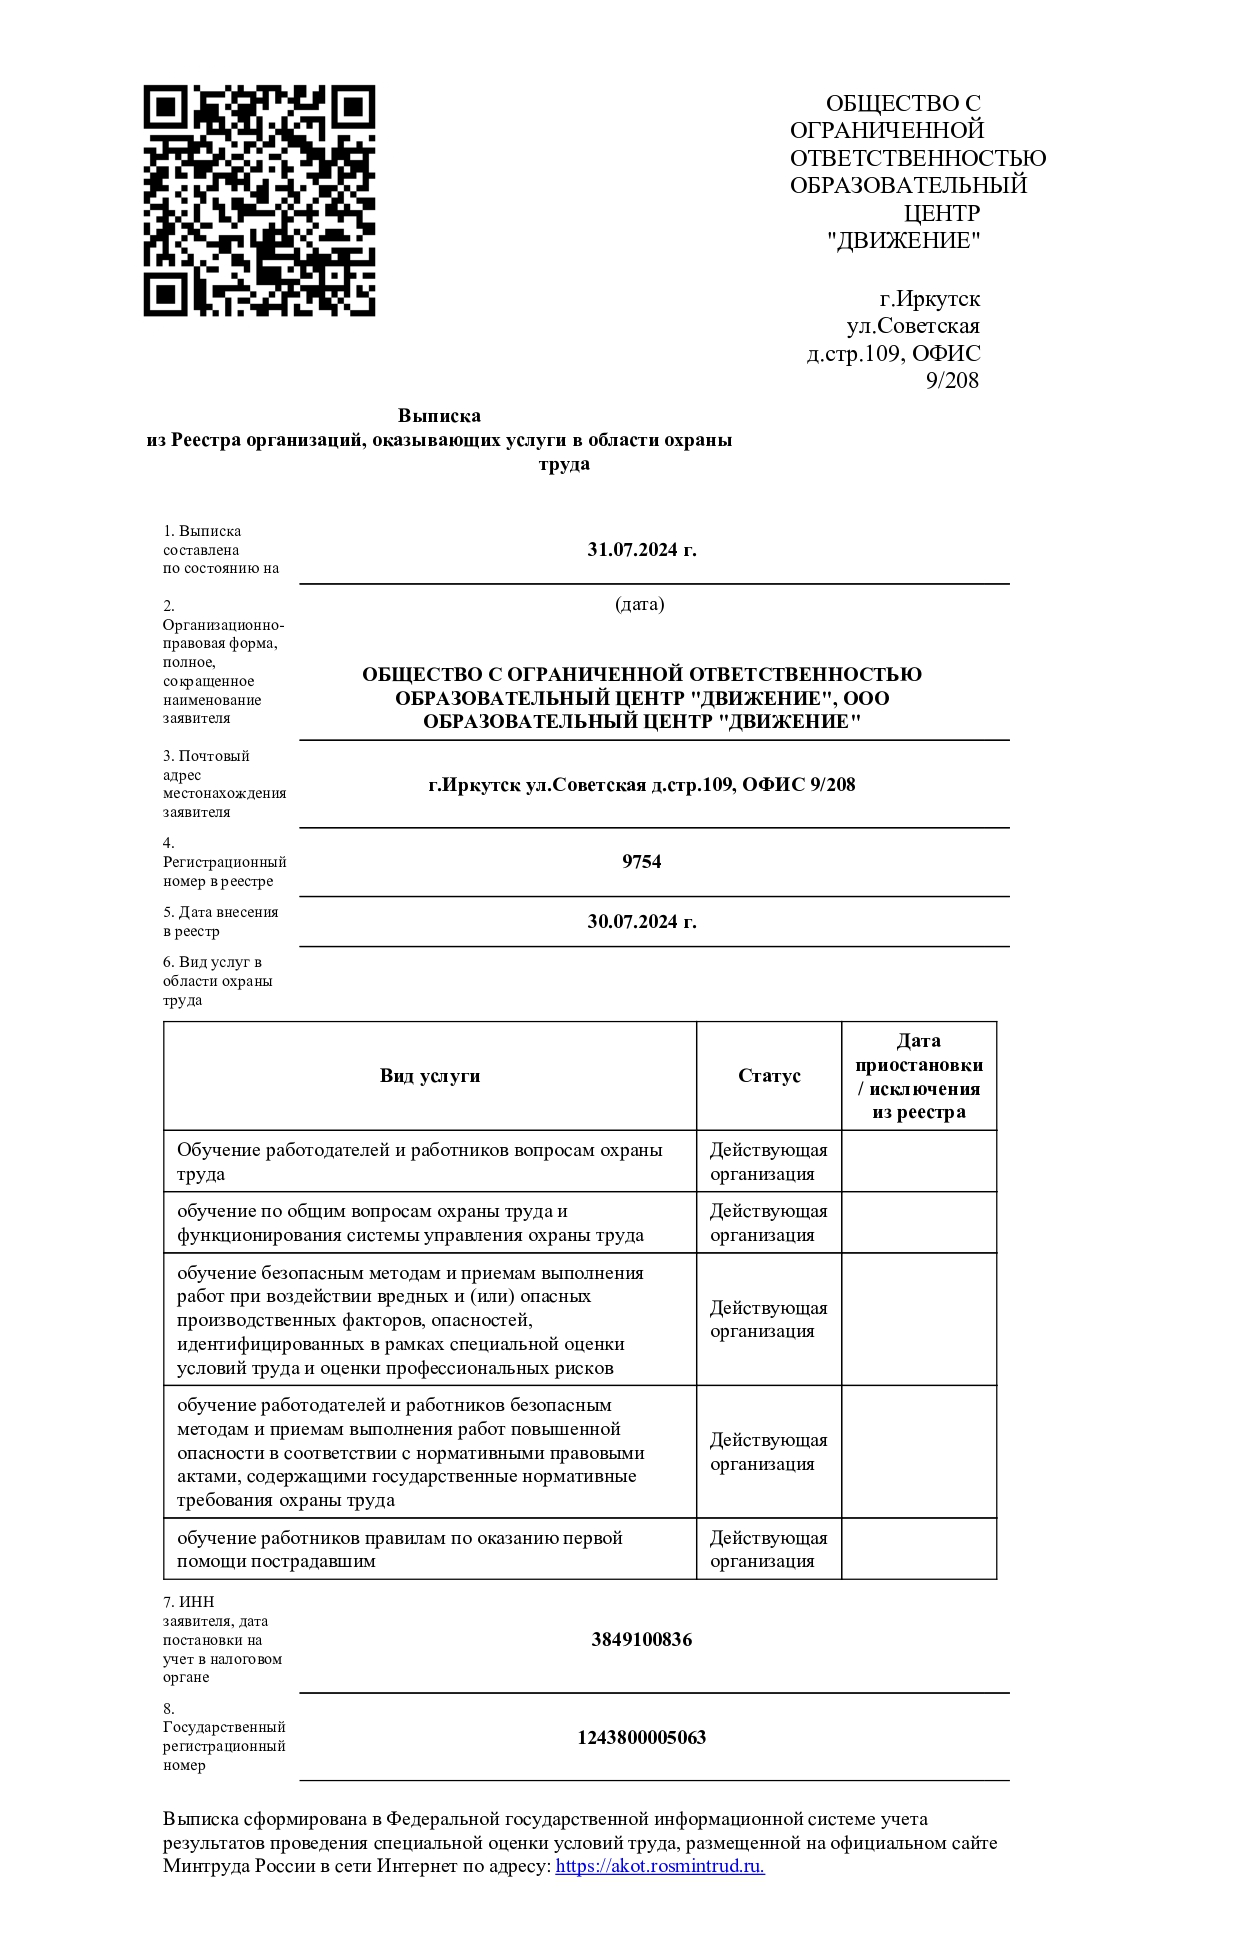 ОБЩЕСТВО С
ОГРАНИЧЕННОЙ
ОТВЕТСТВЕННОСТЬЮ
ОБРАЗОВАТЕЛЬНЫЙ
ЦЕНТР
"ДВИЖЕНИЕ"
г.Иркутск
ул.Советская
д.стр.109, ОФИС
9/208
Выписка
из Реестра организаций, оказывающих услуги в области охраны
труда
1. Выписка
составлена
по состоянию на
31.07.2024 г.
(дата)
2.
Организационно-
правовая форма,
полное,
сокращенное
наименование
заявителя
ОБЩЕСТВО С ОГРАНИЧЕННОЙ ОТВЕТСТВЕННОСТЬЮ
ОБРАЗОВАТЕЛЬНЫЙ ЦЕНТР "ДВИЖЕНИЕ", ООО
ОБРАЗОВАТЕЛЬНЫЙ ЦЕНТР "ДВИЖЕНИЕ"
3. Почтовый
адрес
местонахождения
заявителя
г.Иркутск ул.Советская д.стр.109, ОФИС 9/208
4.
Регистрационный
номер в реестре
9754
5. Дата внесения
в реестр
30.07.2024 г.
6. Вид услуг в
области охраны
труда
Вид услуги
Статус
Дата
приостановки
/ исключения
из реестра
Обучение работодателей и работников вопросам охраны
труда
Действующая
организация
обучение по общим вопросам охраны труда и
функционирования системы управления охраны труда
Действующая
организация
обучение безопасным методам и приемам выполнения
работ при воздействии вредных и (или) опасных
производственных факторов, опасностей,
идентифицированных в рамках специальной оценки
условий труда и оценки профессиональных рисков
Действующая
организация
обучение работодателей и работников безопасным
методам и приемам выполнения работ повышенной
опасности в соответствии с нормативными правовыми
актами, содержащими государственные нормативные
требования охраны труда
Действующая
организация
обучение работников правилам по оказанию первой
помощи пострадавшим
Действующая
организация
7. ИНН
заявителя, дата
постановки на
учет в налоговом
органе
3849100836
8.
Государственный
регистрационный
номер
1243800005063
Выписка сформирована в Федеральной государственной информационной системе учета
результатов проведения специальной оценки условий труда, размещенной на официальном сайте
Минтруда России в сети Интернет по адресу: https://akot.rosmintrud.ru.